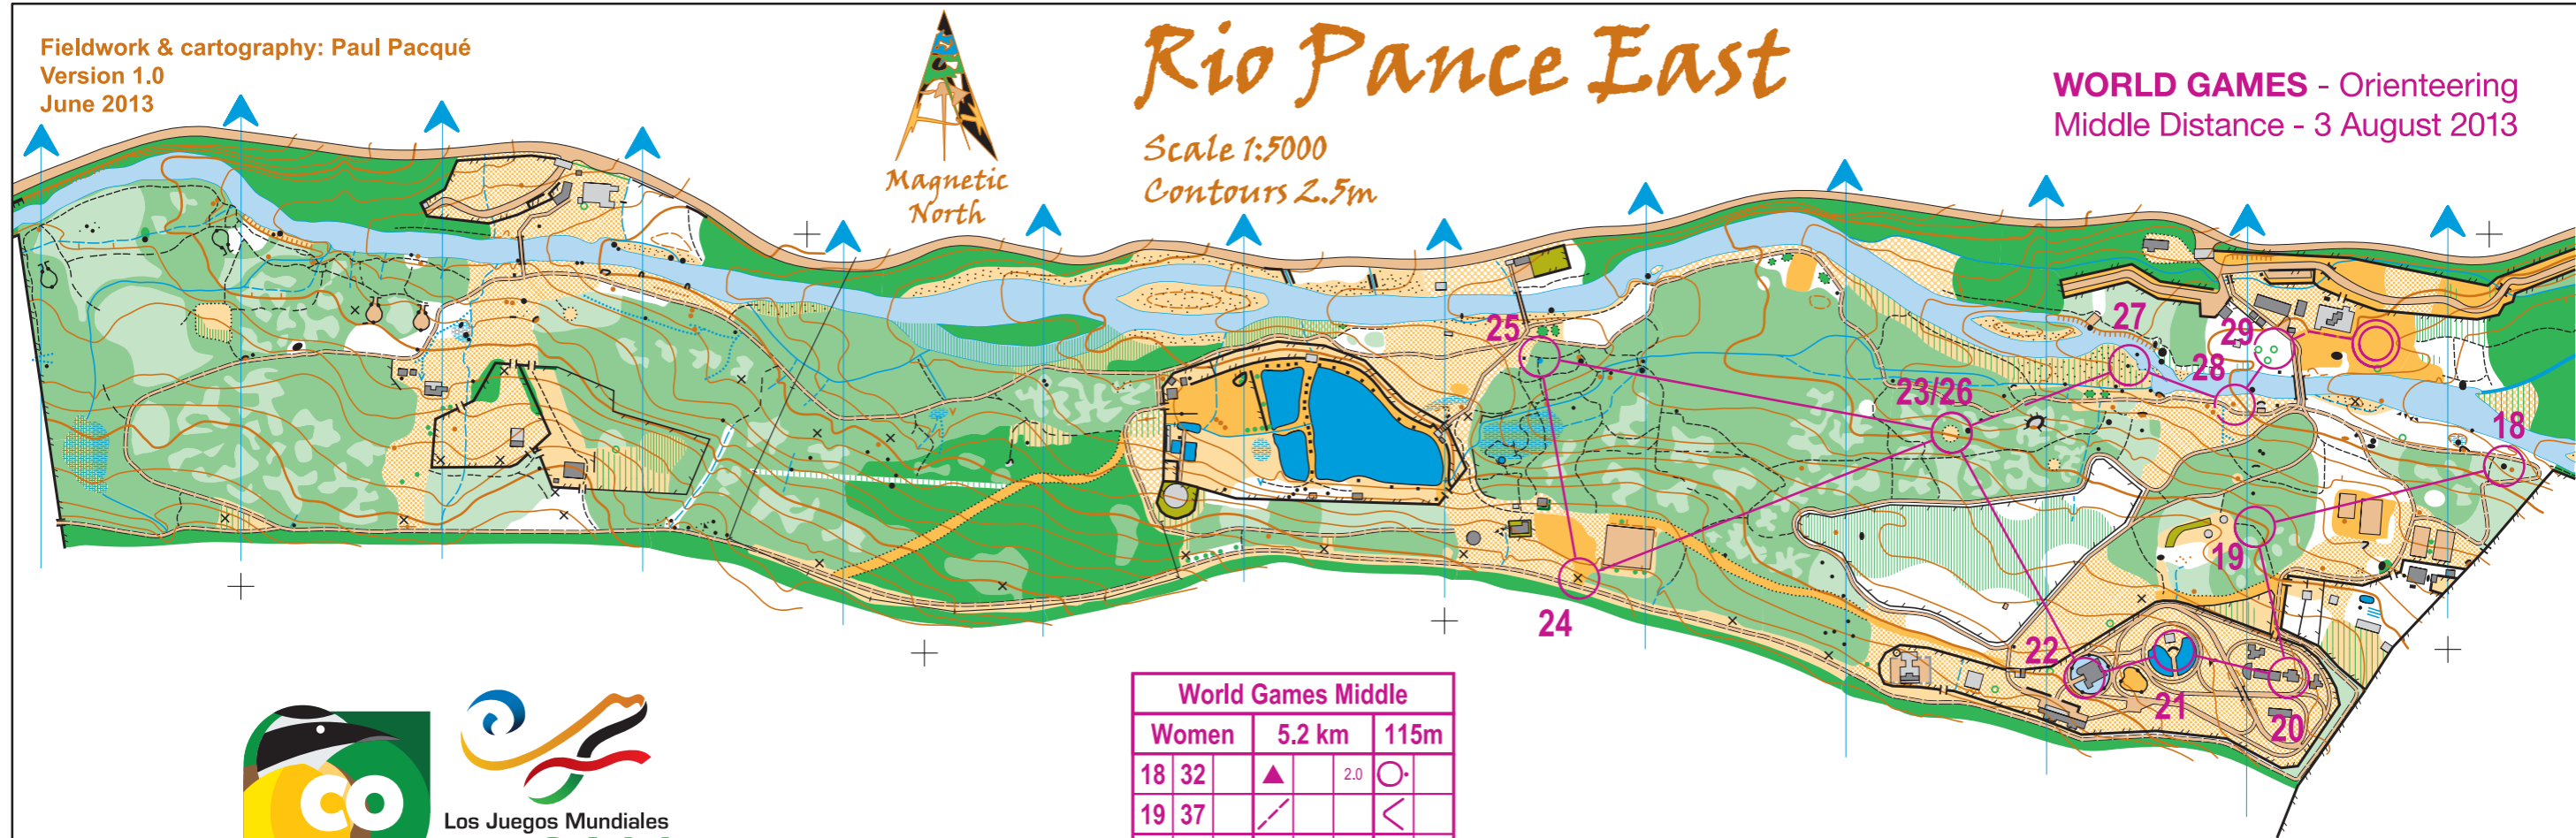 Fieldwork & cartography: Paul Pacqué
Version 1.0
June 2013
Magnetic
North
Rio Pance East
Scale 1:5000
Contours 2.5m
WORLD GAMES - Orienteering
Middle Distance - 3 August 2013
25
27
29
28
23/26
18
19
24
22
21
20
World Games Middle
Women 5.2 km 115m
18 32 2.0
19 37
CO
Los Juegos Mundiales